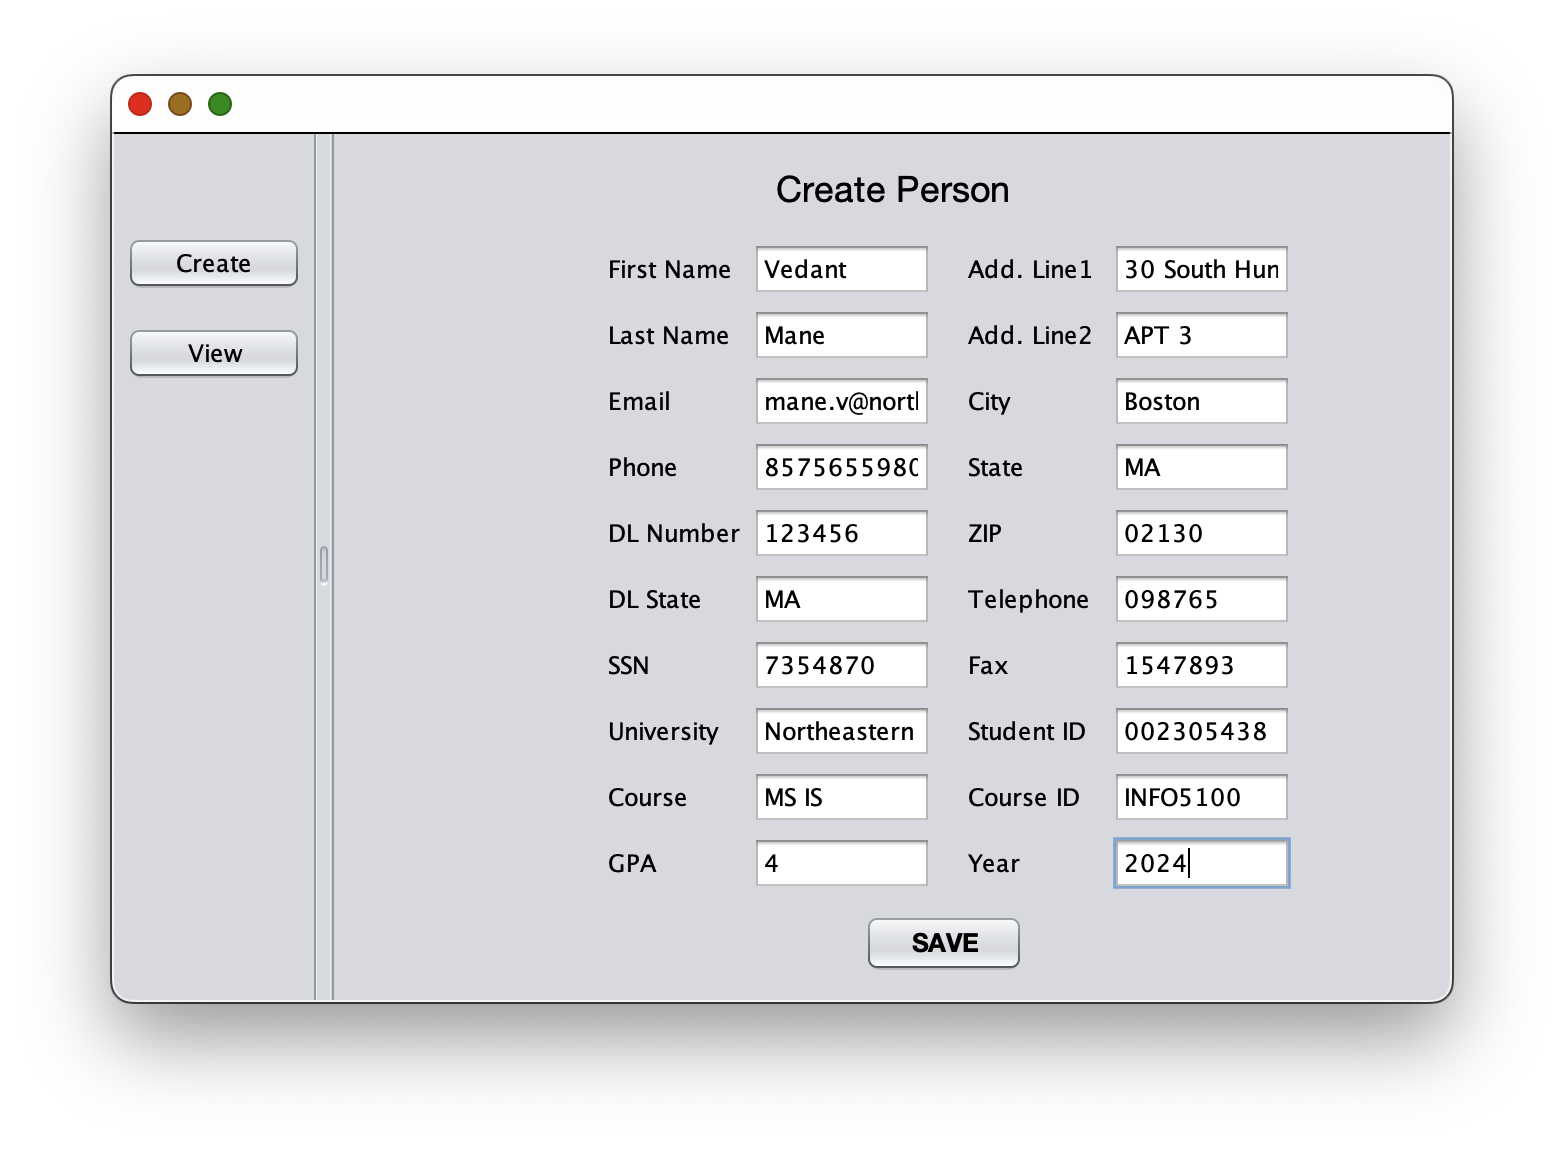 Create Person
Create
View
First Name Vedant Add. Line1 30 South Hun
Last Name Mane Add. Line2 APT 3
Email mane.v@nort City Boston
Phone 857565598 State MA
DL Number 123456 ZIP 02130
DL State MA Telephone 098765
SSN 7354870 Fax 1547893
University Northeastern Student ID 002305438
Course MS IS Course ID INFO5100
GPA 4 Year 2024
SAVE